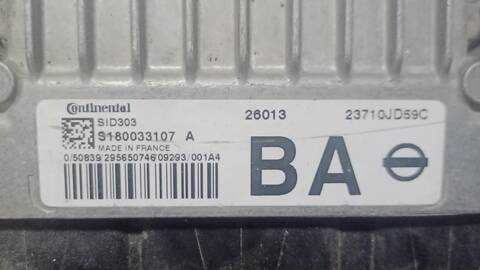 Continental
SID303
S180033107 A
MADE IN FRANCE
0/50839 29565074609293/001A4
26013
23710JD59C
BA